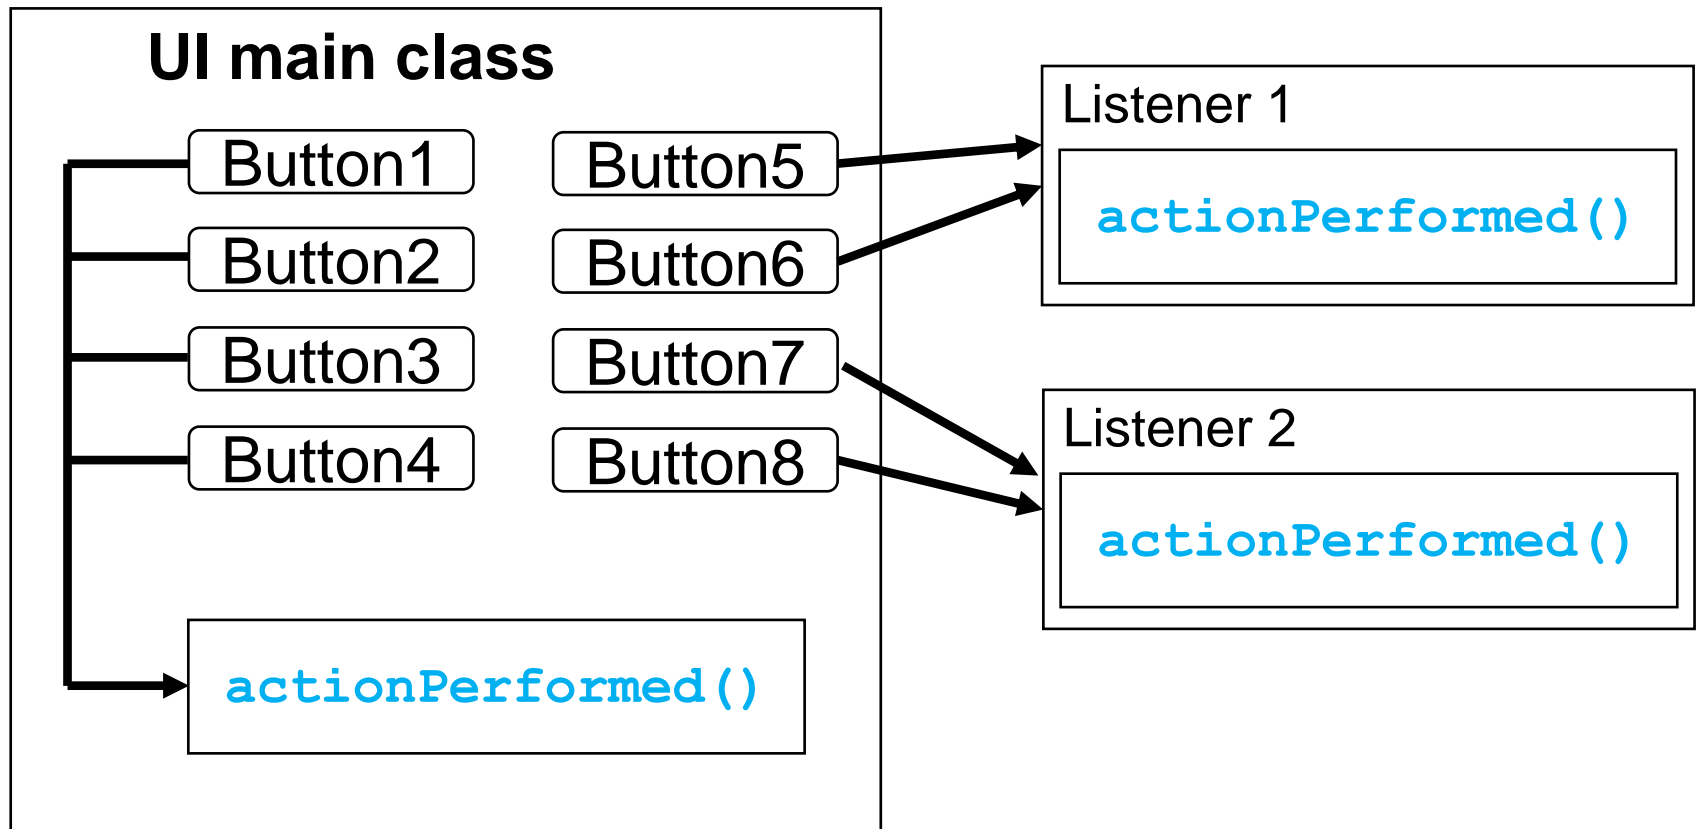 UI main class
Button1
Button2
Button3
Button4
Button5
Button6
Button7
Button8
actionPerformed()
Listener 1
actionPerformed()
Listener 2
actionPerformed()